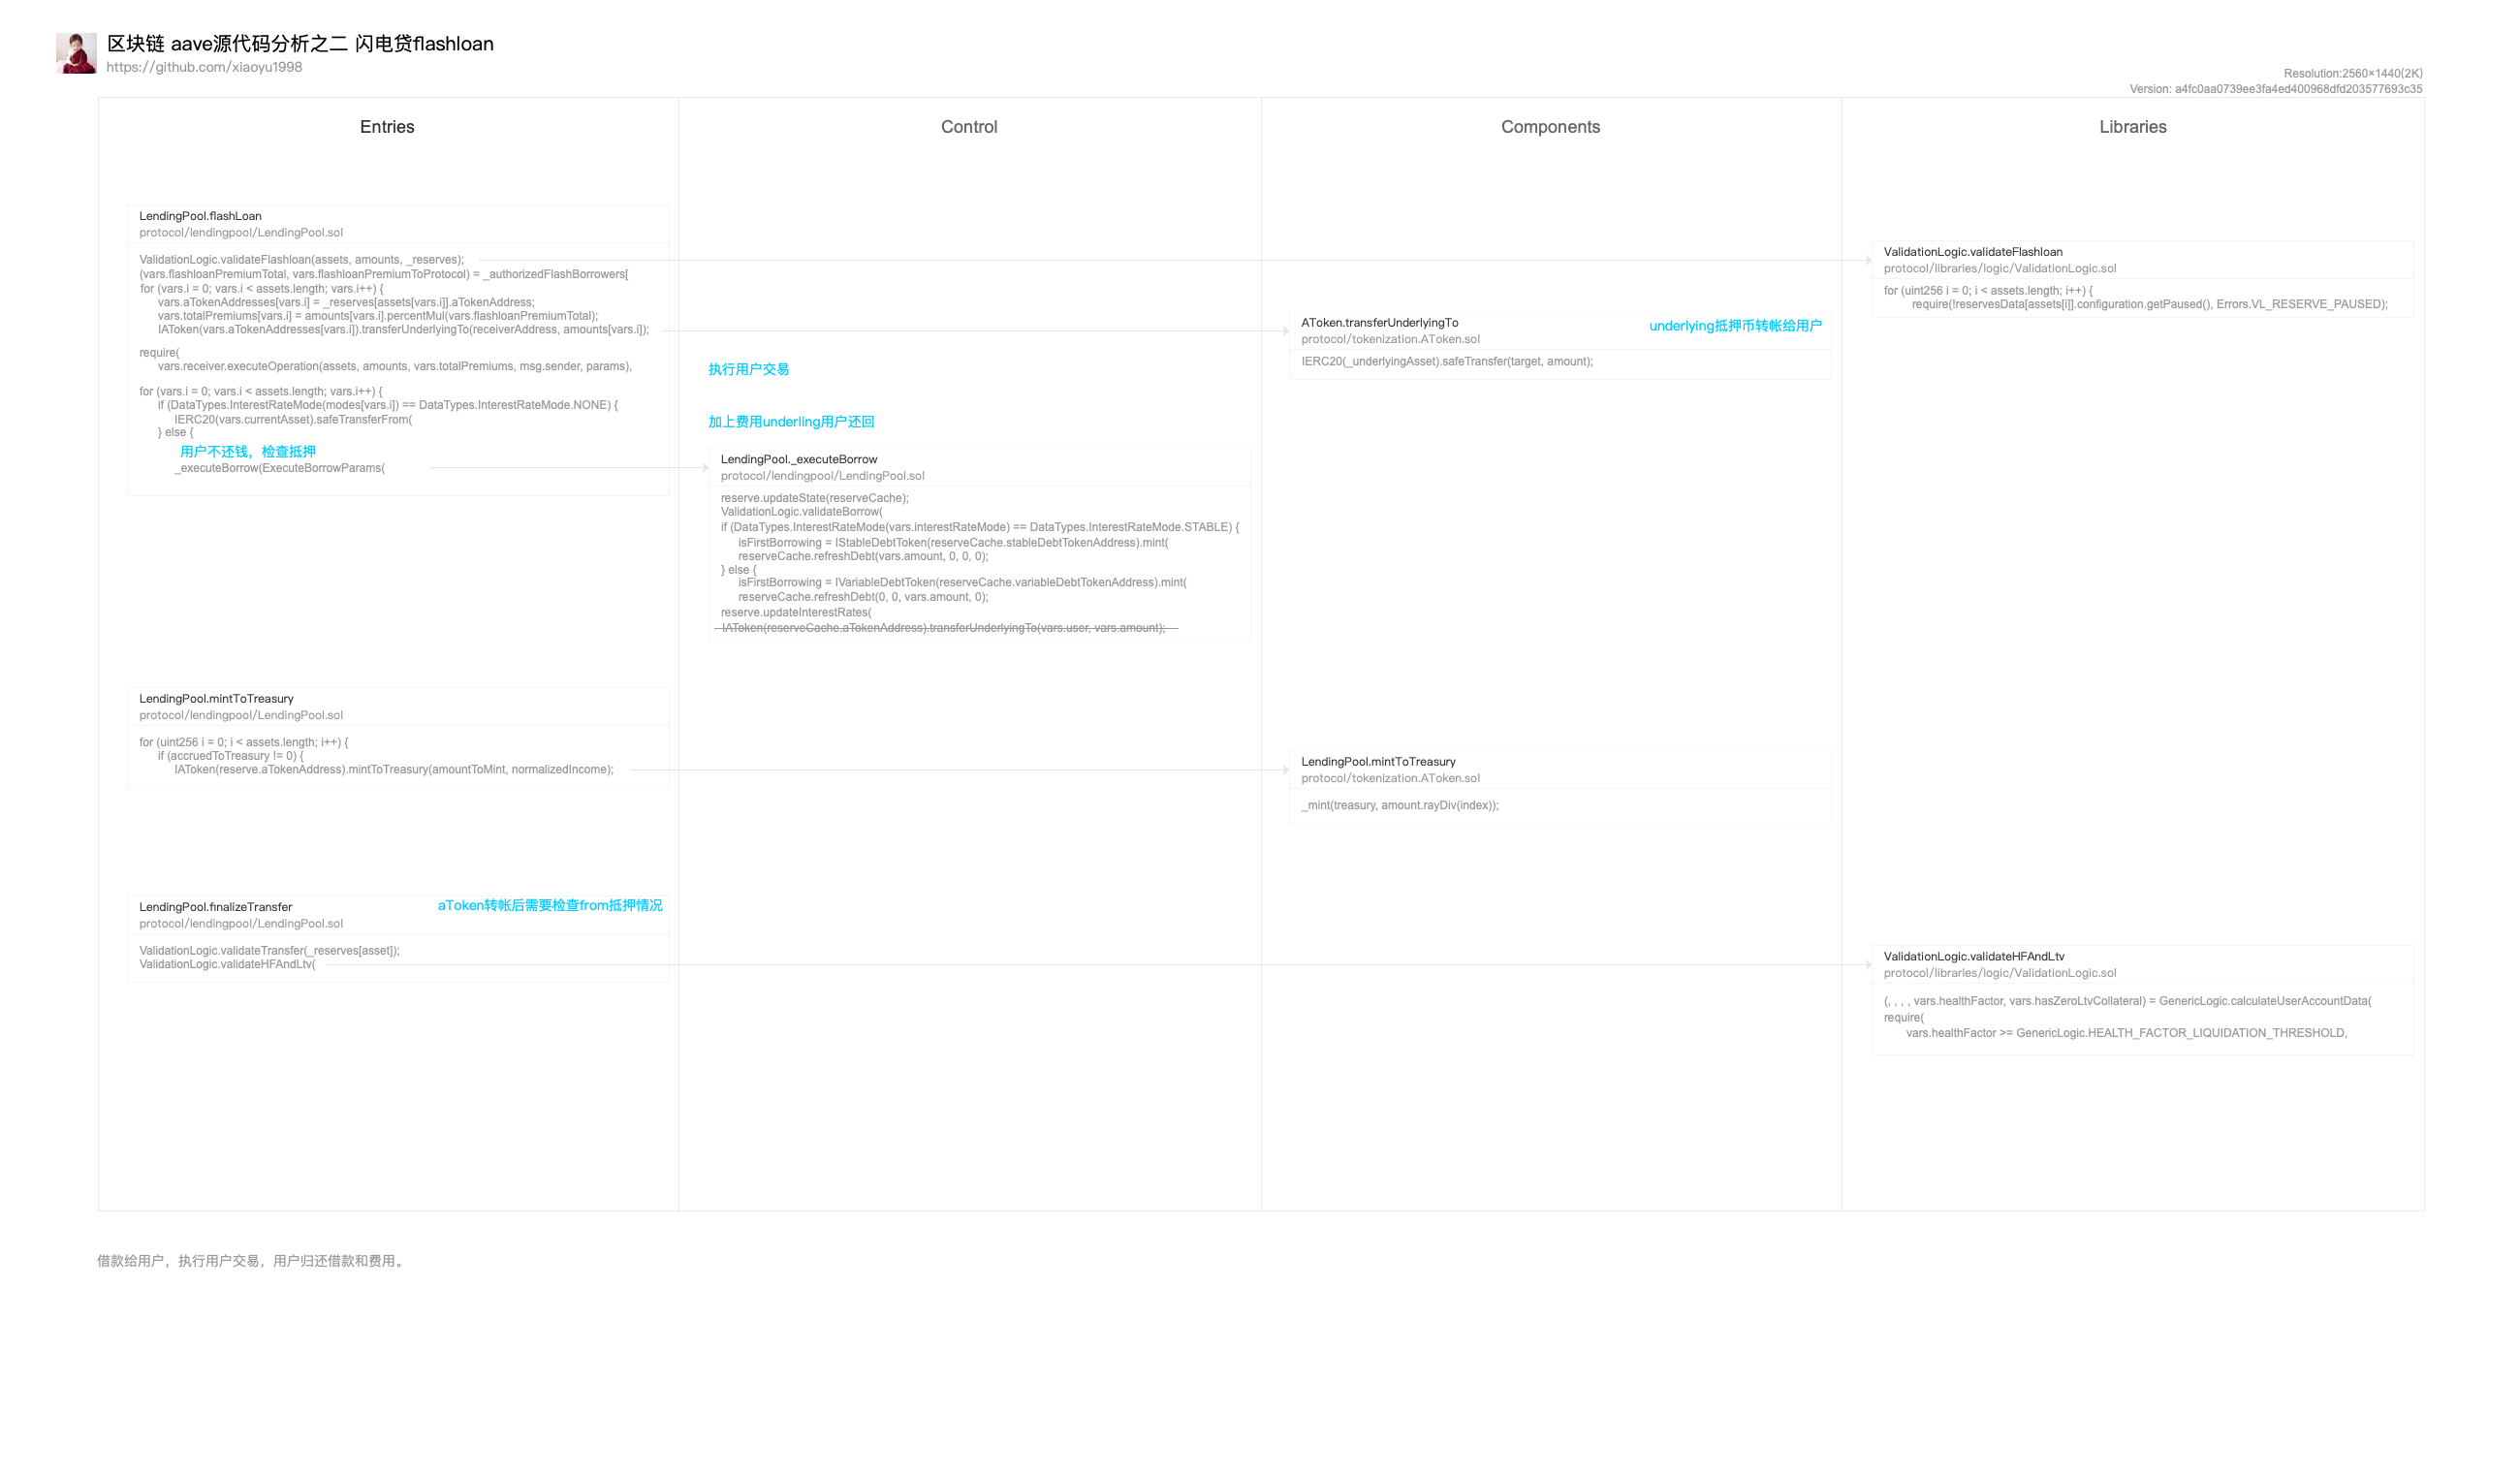 区块链 aave源代码分析之二 闪电贷flashloan
https://github.com/xiaoyu1998
Resolution:2560×1440(2K)
Version: a4fc0aa0739ee3fa4ed400968dfd203577693c35
Entries
Control
Components
Libraries
LendingPool.flashLoan
protocol/lendingpool/LendingPool.sol
ValidationLogic.validateFlashloan(assets, amounts, _reserves);
(vars.flashloanPremiumTotal, vars.flashloanPremiumToProtocol) = _authorizedFlashBorrowers[
for (vars.i = 0; vars.i < assets.length; vars.i++) {
vars.aTokenAddresses[vars.i] = _reserves[assets[vars.i]].aTokenAddress;
vars.totalPremiums[vars.i] = amounts[vars.i].percentMul(vars.flashloanPremiumTotal);
IAToken(vars.aTokenAddresses[vars.i]).transferUnderlyingTo(receiverAddress, amounts[vars.i]);
require(
vars.receiver.executeOperation(assets, amounts, vars.totalPremiums, msg.sender, params),
for (vars.i = 0; vars.i < assets.length; vars.i++) {
if (DataTypes.InterestRateMode(modes[vars.i]) == DataTypes.InterestRateMode.NONE) {
IERC20(vars.currentAsset).safeTransferFrom(
} else {
用户不还钱，检查抵押
_executeBorrow(ExecuteBorrowParams(
执行用户交易
加上费用underling用户还回
LendingPool._executeBorrow
protocol/lendingpool/LendingPool.sol
reserve.updateState(reserveCache);
ValidationLogic.validateBorrow(
if (DataTypes.InterestRateMode(vars.interestRateMode) == DataTypes.InterestRateMode.STABLE) {
isFirstBorrowing = IStableDebtToken(reserveCache.stableDebtTokenAddress).mint(
reserveCache.refreshDebt(vars.amount, 0, 0, 0);
} else {
isFirstBorrowing = IVariableDebtToken(reserveCache.variableDebtTokenAddress).mint(
reserveCache.refreshDebt(0, 0, vars.amount, 0);
reserve.updateInterestRates(
IAToken(reserveCache.aTokenAddress).transferUnderlyingTo(vars.user, vars.amount);
AToken.transferUnderlyingTo
underlying抵押币转帐给用户
protocol/tokenization.AToken.sol
IERC20(_underlyingAsset).safeTransfer(target, amount);
ValidationLogic.validateFlashloan
protocol/libraries/logic/ValidationLogic.sol
for (uint256 i = 0; i < assets.length; i++) {
require(!reservesData[assets[i]].configuration.getPaused(), Errors.VL_RESERVE_PAUSED);
LendingPool.mintToTreasury
protocol/lendingpool/LendingPool.sol
for (uint256 i = 0; i < assets.length; i++) {
if (accruedToTreasury != 0) {
IAToken(reserve.aTokenAddress).mintToTreasury(amountToMint, normalizedIncome);
LendingPool.mintToTreasury
protocol/tokenization.AToken.sol
_mint(treasury, amount.rayDiv(index));
LendingPool.finalizeTransfer
aToken转帐后需要检查from抵押情况
protocol/lendingpool/LendingPool.sol
ValidationLogic.validateTransfer(_reserves[asset]);
ValidationLogic.validateHFAndLtv(
ValidationLogic.validateHFAndLtv
protocol/libraries/logic/ValidationLogic.sol
(, , , , vars.healthFactor, vars.hasZeroLtvCollateral) = GenericLogic.calculateUserAccountData(
require(
vars.healthFactor >= GenericLogic.HEALTH_FACTOR_LIQUIDATION_THRESHOLD,
借款给用户，执行用户交易，用户归还借款和费用。